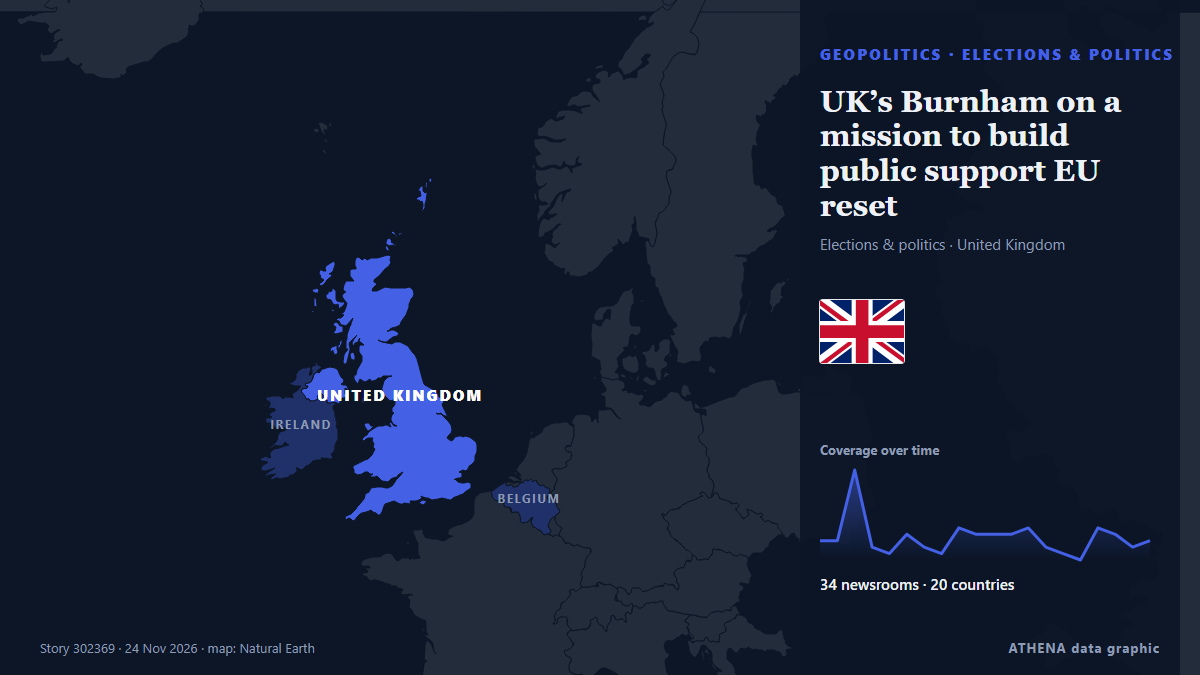 GEOPOLITICS · ELECTIONS & POLITICS
UK’s Burnham on a
mission to build
public support EU
reset
Elections & politics · United Kingdom
UNITED KINGDOM
IRELAND
BELGIUM
Coverage over time
34 newsrooms · 20 countries
Story 302369 · 24 Nov 2026 · map: Natural Earth
ATHENA data graphic